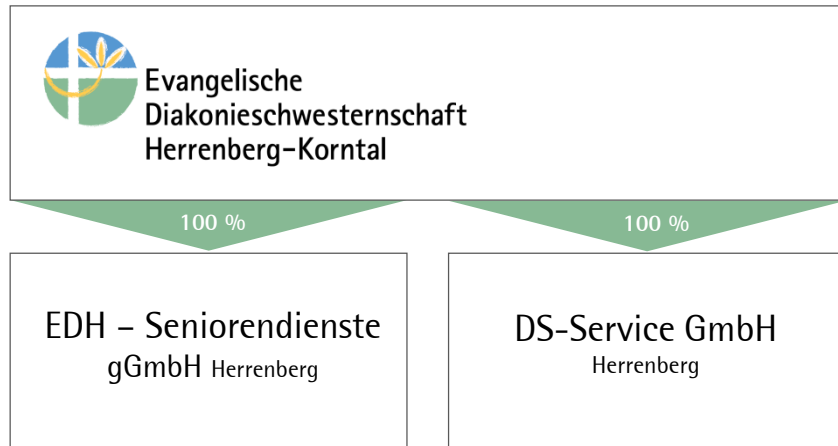 Evangelische
Diakonieschwesternschaft
Herrenberg-Korntal
100 %
100 %
EDH – Seniorendienste
gGmbH Herrenberg
DS-Service GmbH
Herrenberg